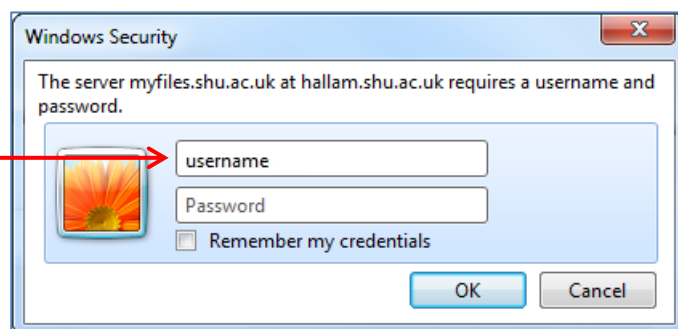 Windows Security
The server myfiles.shu.ac.uk at hallam.shu.ac.uk requires a username and
password.
username
Password
Remember my credentials
OK
Cancel